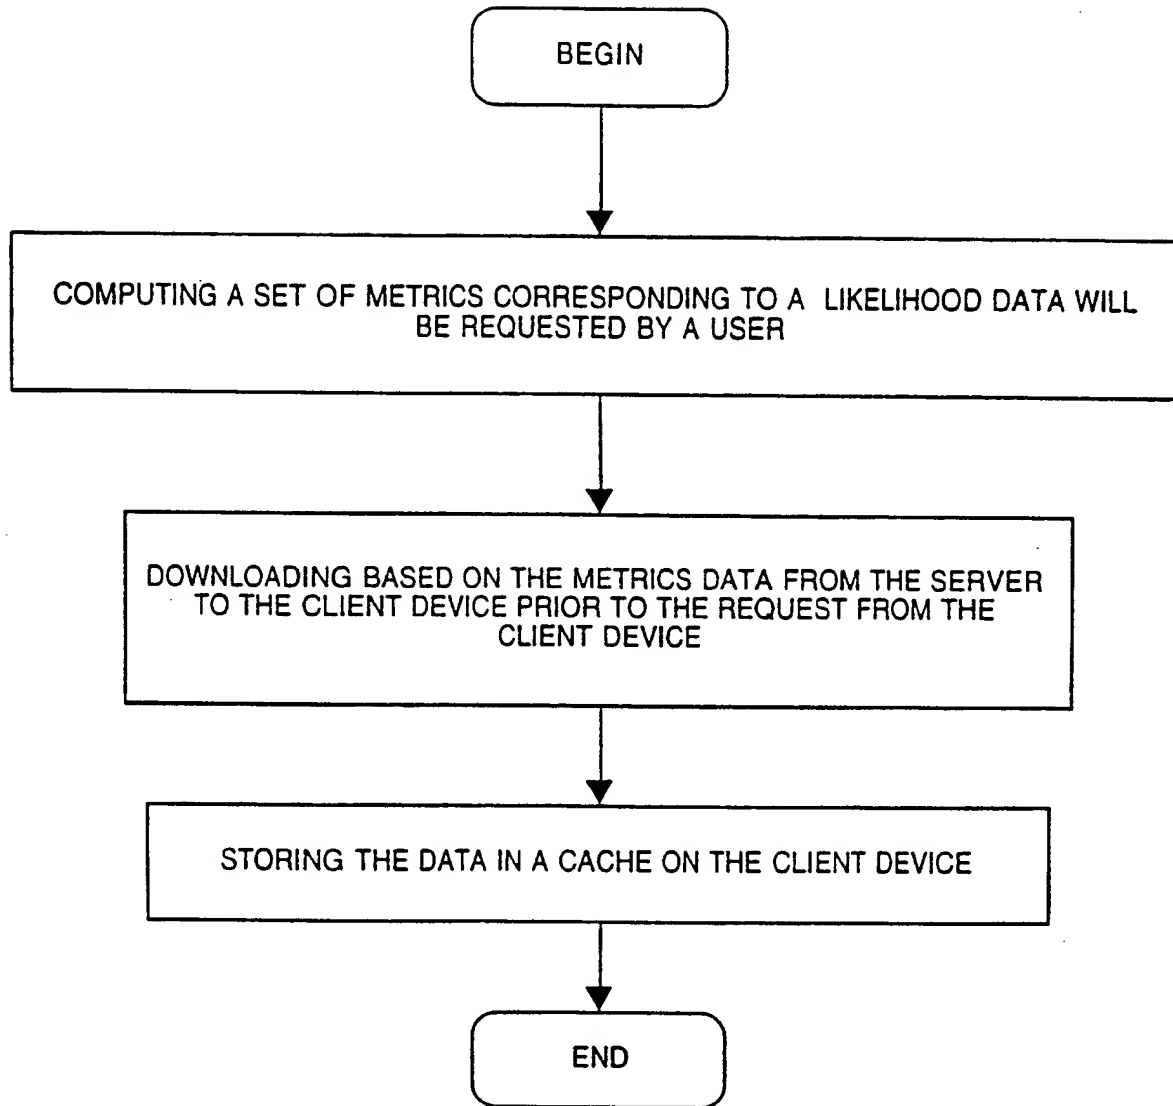 BEGIN
COMPUTING A SET OF METRICS CORRESPONDING TO A LIKELIHOOD DATA WILL
BE REQUESTED BY A USER
DOWNLOADING BASED ON THE METRICS DATA FROM THE SERVER
TO THE CLIENT DEVICE PRIOR TO THE REQUEST FROM THE
CLIENT DEVICE
STORING THE DATA IN A CACHE ON THE CLIENT DEVICE
END